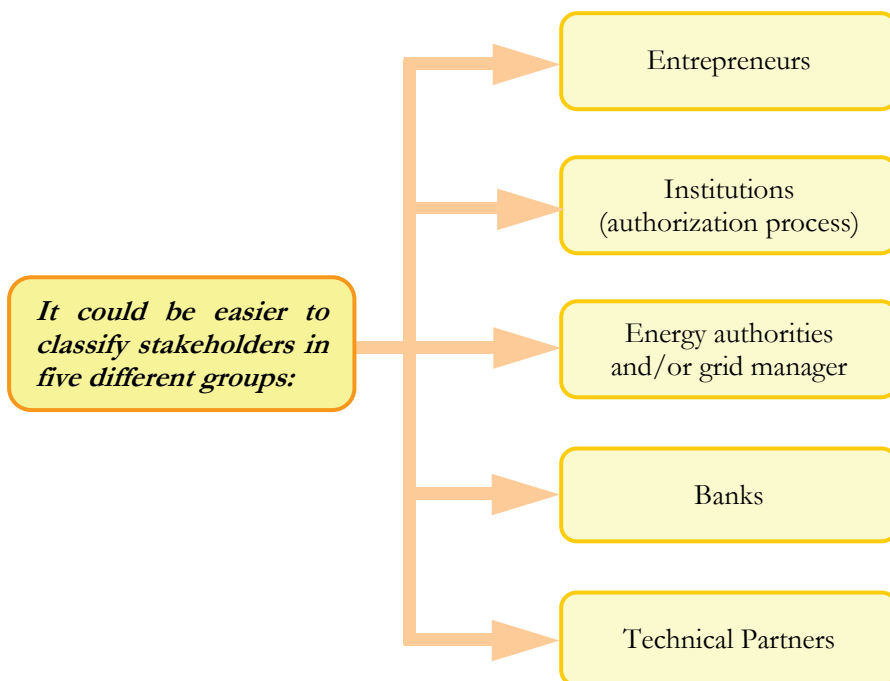 It could be easier to
classify stakeholders in
five different groups:
Entrepreneurs
Institutions
(authorization process)
Energy authorities
and/or grid manager
Banks
Technical Partners